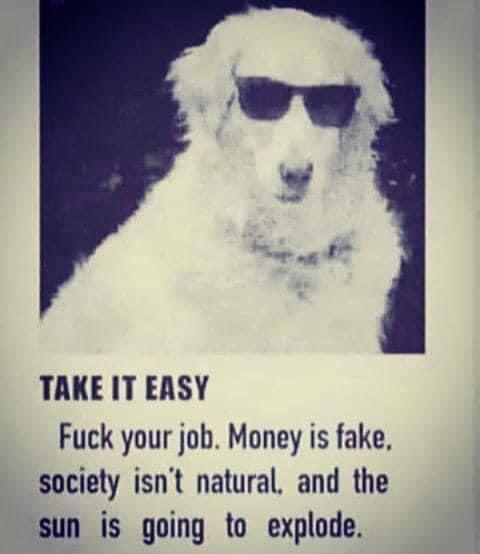 TAKE IT EASY
Fuck your job. Money is fake,
society isn't natural, and the
sun is going to explode.